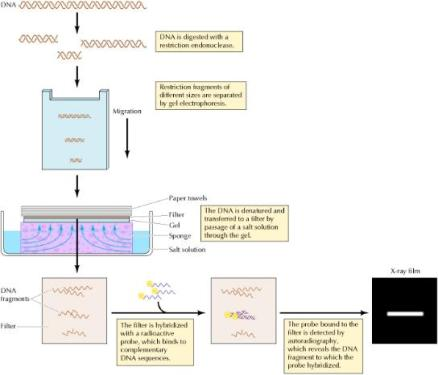 DNA
DNA is digested with a
restriction endonuclease.
Restriction fragments of
different sizes are separated
by gel electrophoresis.
Migration
Paper towels
Filter
Gel
Sponge
Salt solution
The DNA is denatured and
transferred to a filter by
passage of a salt solution
through the gel.
DNA
fragments
Filter
The filter is hybridized
with a radioactive
probe, which binds to
complementary
DNA sequences.
The probe bound to the
filter is detected by
autoradiography,
which reveals the DNA
fragment to which the
probe hybridized.
X-ray film